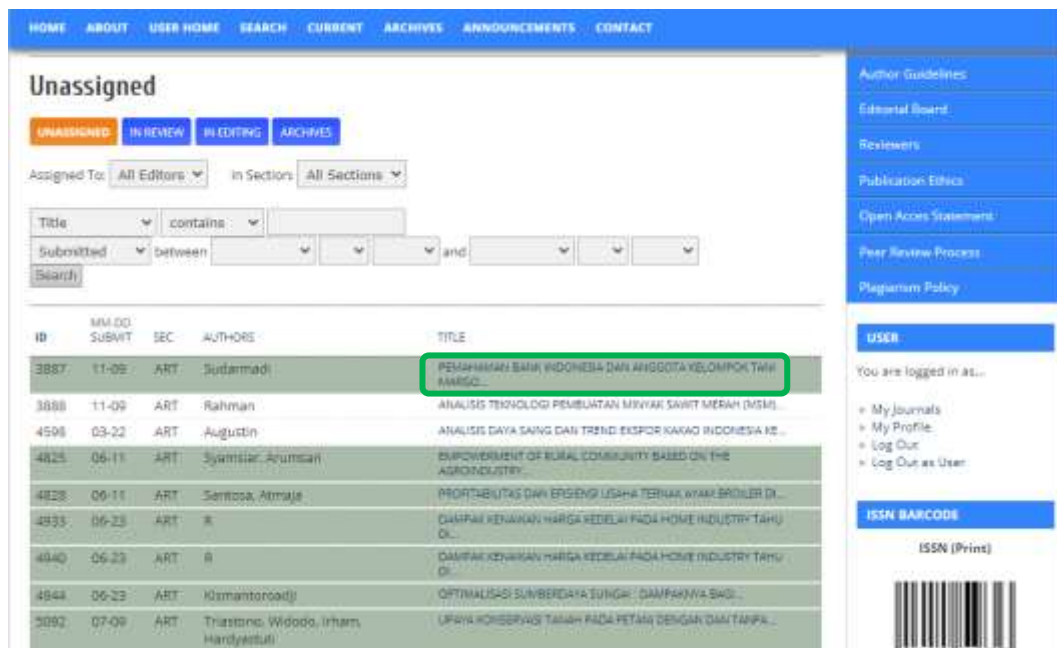 HOME ABOUT USER HOME SEARCH CURRENT ARCHIVES ANNOUNCEMENTS CONTACT
Unassigned
UNASSIGNED IN REVIEW IN EDITING ARCHIVES
Assigned To: All Editors In Section: All Sections
Title contains
Submitted between and
Search
ID MM-DD SUBMIT SEC AUTHORS TITLE
3887 11-09 ART Sudarmadi PEMAHAMAN BANK INDONESIA DAN ANGGOTA KELOMPOK TANI
MARGO...
3888 11-09 ART Rahman ANALISIS TEKNOLOGI PEMBUATAN MINYAK SAWIT MERAH (MSM)...
4596 03-22 ART Augustin ANALISIS DAYA SAING DAN TREND EKSPOR KAKAO INDONESIA KE...
4825 06-11 ART Syamsiar, Arumsari EMPOWERMENT OF RURAL COMMUNITY BASED ON THE
AGROINDUSTRY...
4828 06-11 ART Santosa, Atmaja PROFITABILITAS DAN EFISIENSI USAHA TERNAK AYAM BROILER DI...
4933 06-23 ART R DAMPAK KENAIKAN HARGA KEDELAI PADA HOME INDUSTRY TAHU
DI...
4940 06-23 ART R DAMPAK KENAIKAN HARGA KEDELAI PADA HOME INDUSTRY TAHU
DI...
4944 06-23 ART Kismantoroadji OPTIMALISASI SUMBERDAYA SUNGAI : DAMPAKNYA BAGI...
5092 07-09 ART Triastono, Widodo, Irham, UPAYA KONSERVASI TANAH PADA PETANI DENGAN DAN TANPA...
Hardyastuti
Author Guidelines
Editorial Board
Reviewers
Publication Ethics
Open Acces Statement
Peer Review Process
Plagiarism Policy
USER
You are logged in as...
» My Journals
» My Profile
» Log Out
» Log Out as User
ISSN BARCODE
ISSN (Print)